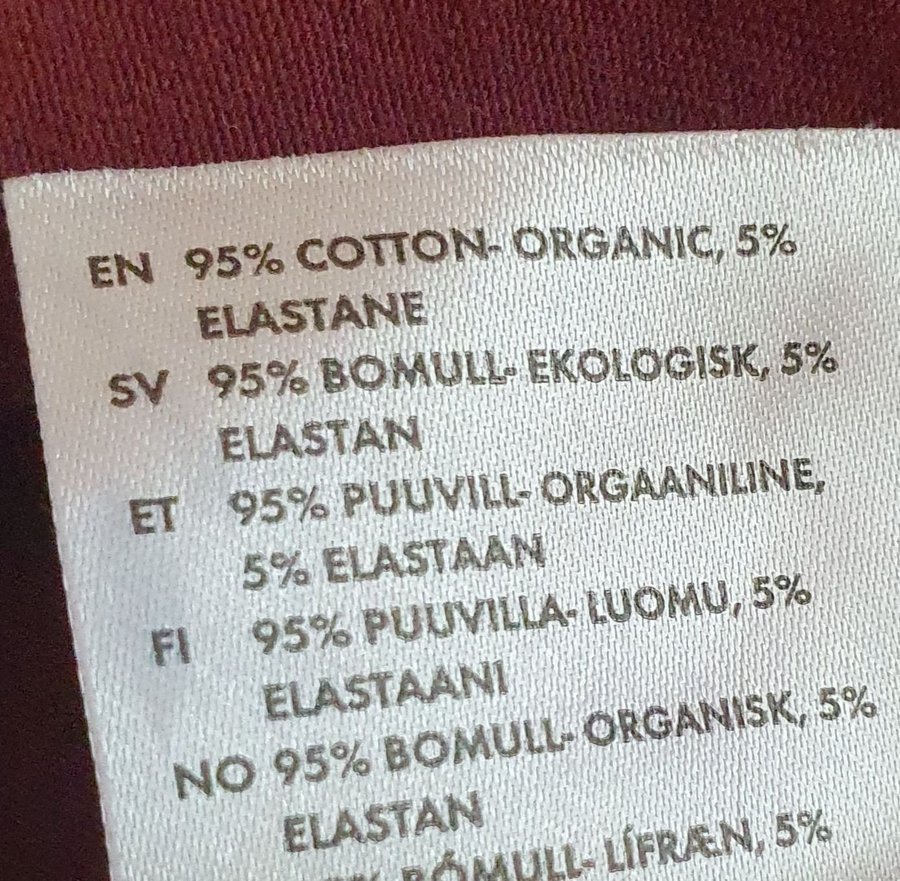 EN 95% COTTON- ORGANIC, 5%
ELASTANE
SV 95% BOMULL- EKOLOGISK, 5%
ELASTAN
ET 95% PUUVILL- ORGAANILINE,
5% ELASTAAN
FI 95% PUUVILLA- LUOMU, 5%
ELASTAANI
NO 95% BOMULL- ORGANISK, 5%
ELASTAN
% BÓMULL- LÍFRÆN, 5%